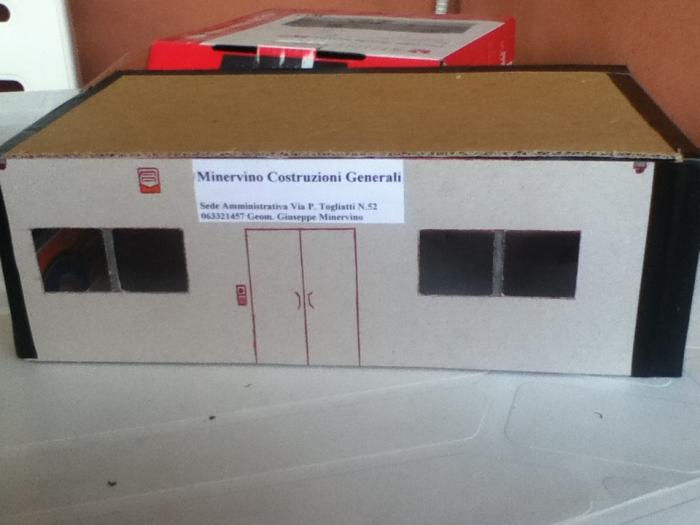 Minervino Costruzioni Generali
Sede Amministrativa Via P. Togliatti N.52
063321457 Geom. Giuseppe Minervino